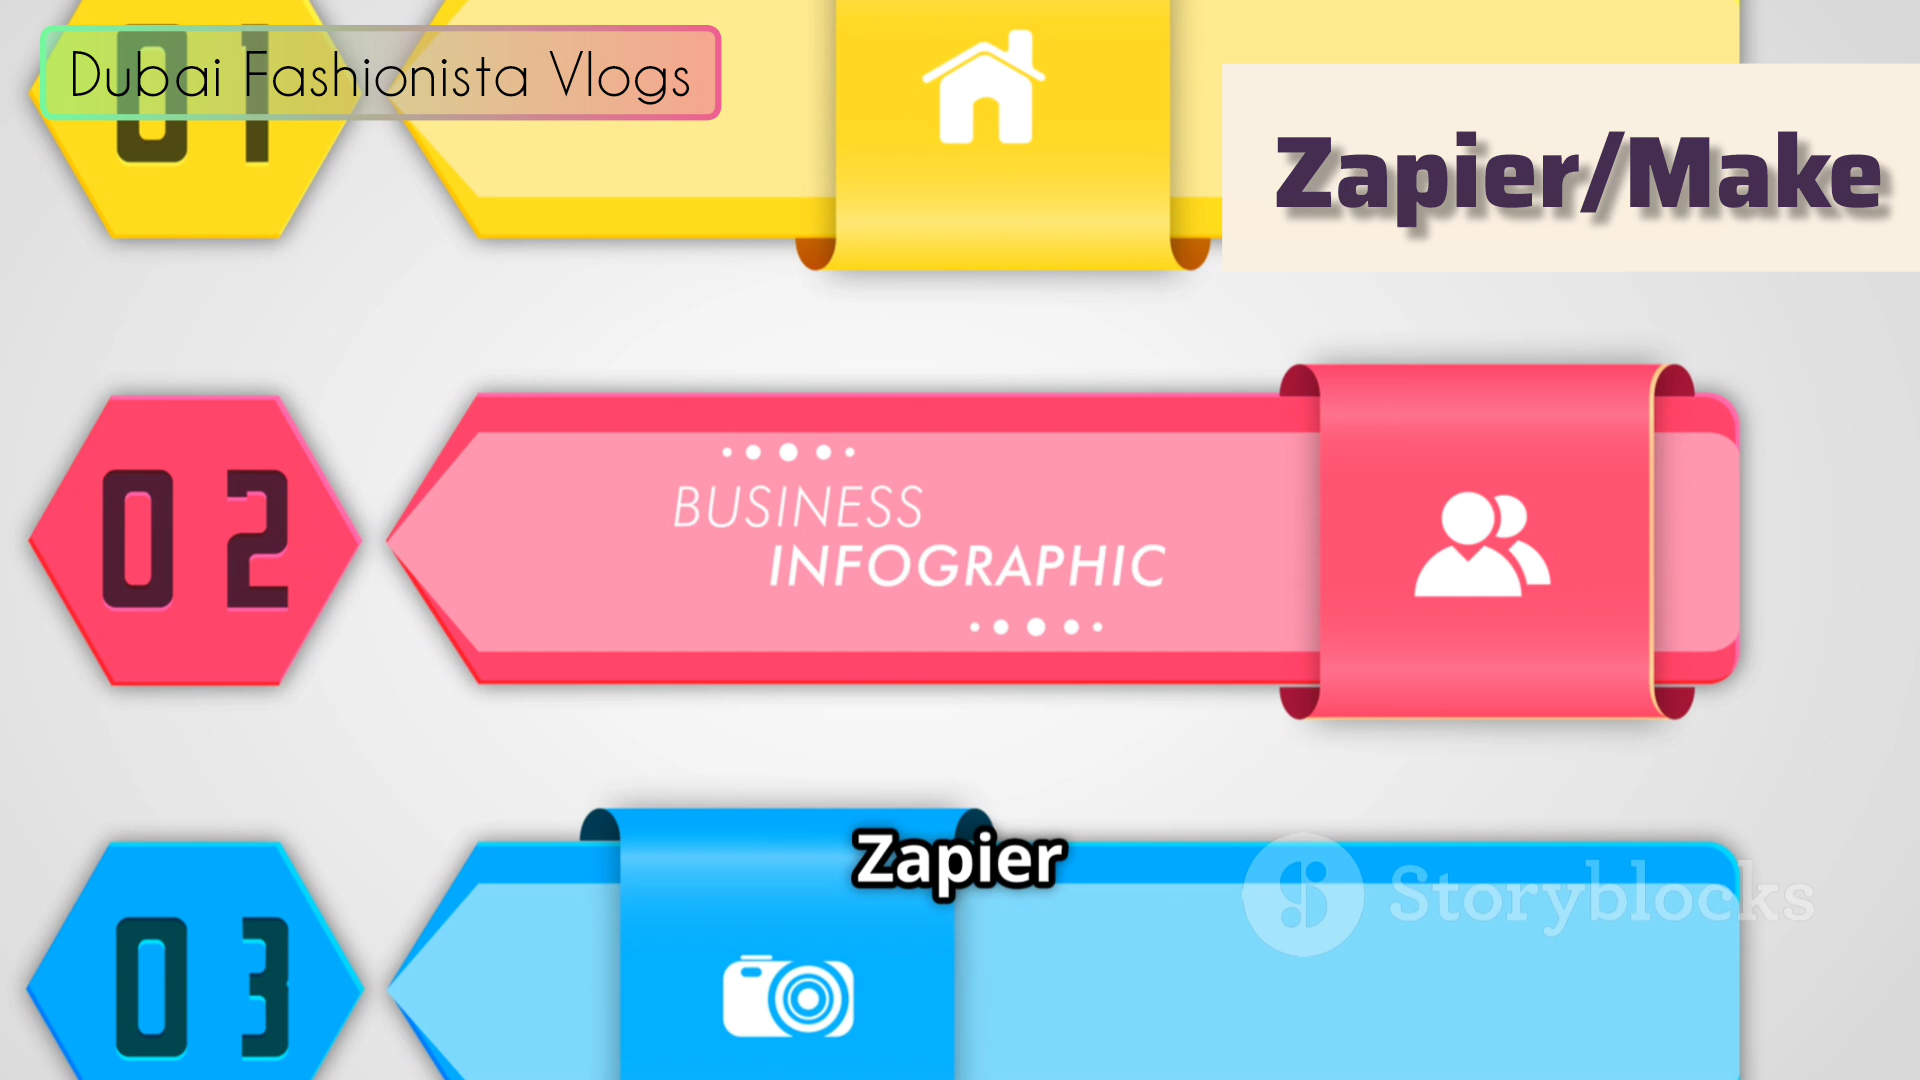 01
Dubai Fashionista Vlogs
Zapier/Make
02
BUSINESS
INFOGRAPHIC
Zapier
Storyblocks
03